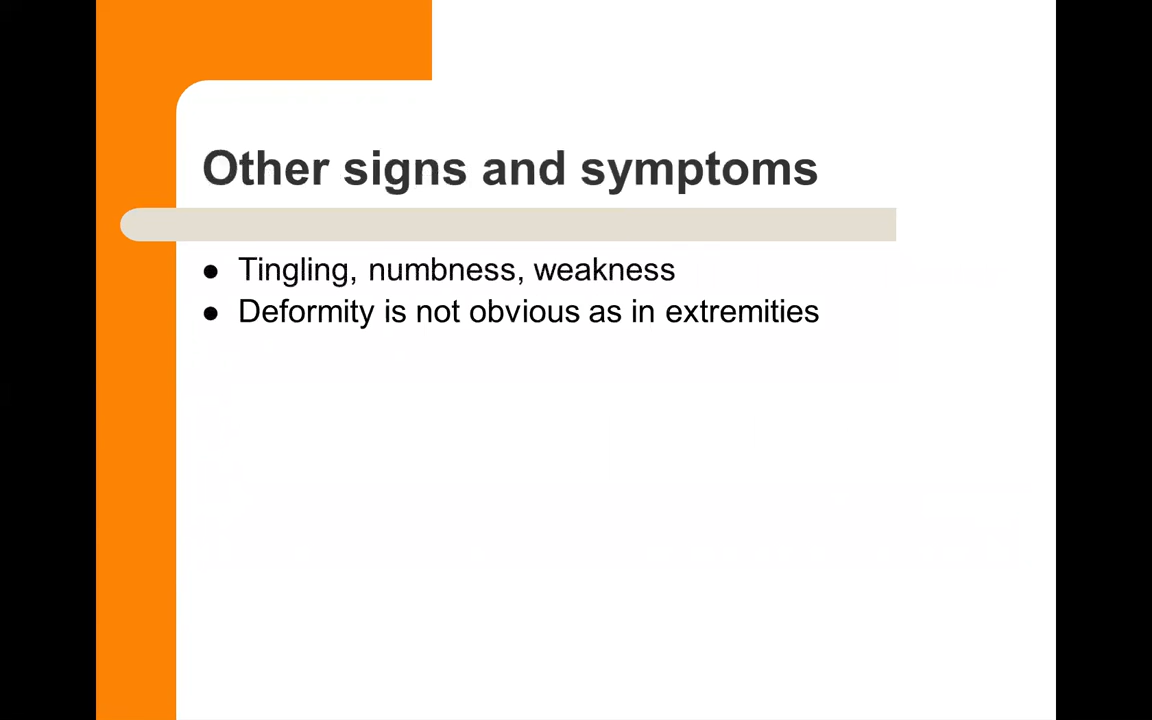 Other signs and symptoms
● Tingling, numbness, weakness
● Deformity is not obvious as in extremities